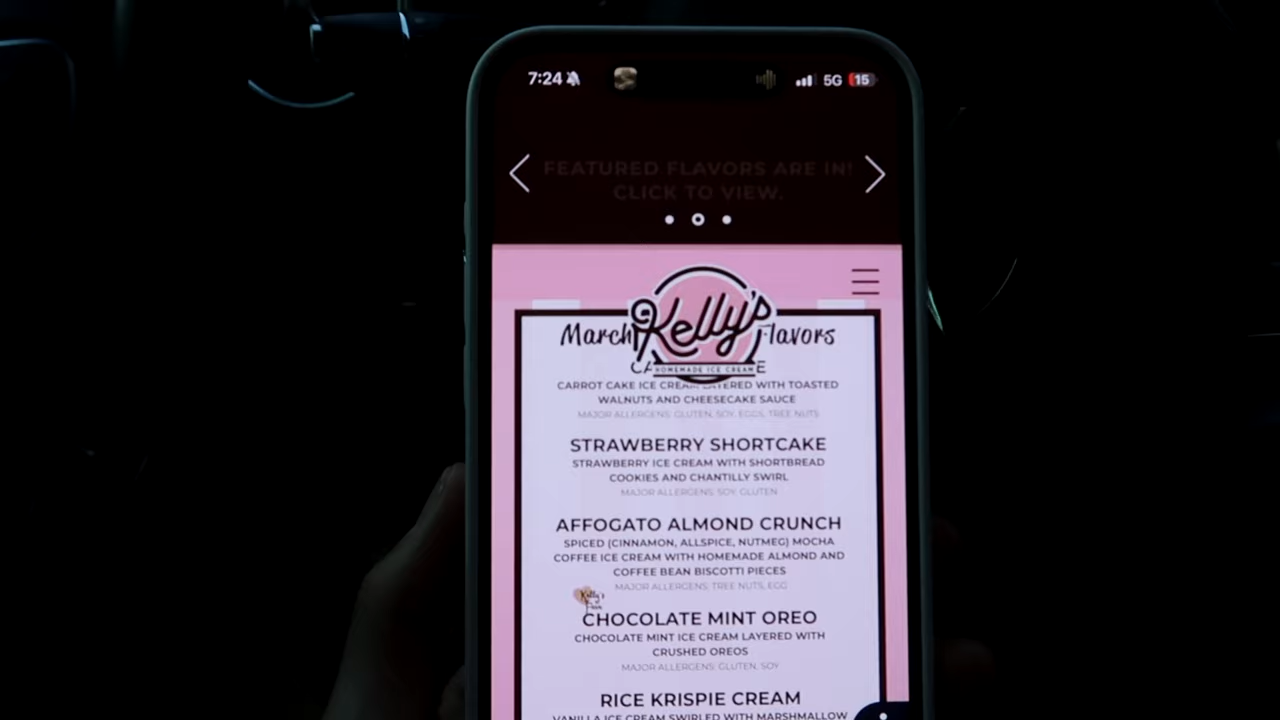 7:24
5G
15
FEATURED FLAVORS ARE IN!
CLICK TO VIEW.
Kelly's
HOMEMADE ICE CREAM
March
CARROT CAKE ICE CREAM LAYERED WITH TOASTED
WALNUTS AND CHEESECAKE SAUCE
MAJOR ALLERGENS: GLUTEN, SOY, EGGS, TREE NUTS
STRAWBERRY SHORTCAKE
STRAWBERRY ICE CREAM WITH SHORTBREAD
COOKIES AND CHANTILLY SWIRL
MAJOR ALLERGENS: SOY, GLUTEN
AFFOGATO ALMOND CRUNCH
SPICED (CINNAMON, ALLSPICE, NUTMEG) MOCHA
COFFEE ICE CREAM WITH HOMEMADE ALMOND AND
COFFEE BEAN BISCOTTI PIECES
MAJOR ALLERGENS: TREE NUTS, EGG
Kelly's
CHOCOLATE MINT OREO
CHOCOLATE MINT ICE CREAM LAYERED WITH
CRUSHED OREOS
MAJOR ALLERGENS: GLUTEN, SOY
RICE KRISPIE CREAM
VANILLA ICE CREAM SWIRLED WITH MARSHMALLOW